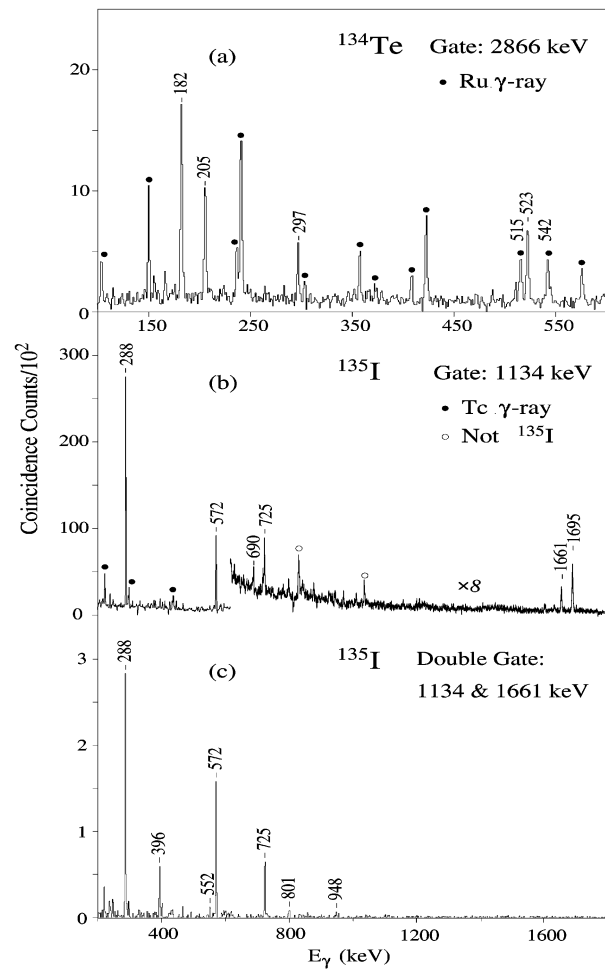 (a)
¹³⁴Te Gate: 2866 keV
● Ru γ-ray
20
10
0
182
205
297
515
523
542
150 250 350 450 550
Coincidence Counts/10²
(b)
¹³⁵I Gate: 1134 keV
● Tc γ-ray
○ Not ¹³⁵I
300
200
100
0
288
572
690
725
×8
1661
1695
(c)
¹³⁵I Double Gate:
1134 & 1661 keV
3
2
1
0
288
396
552
572
725
801
948
400 800 1200 1600
Eγ (keV)